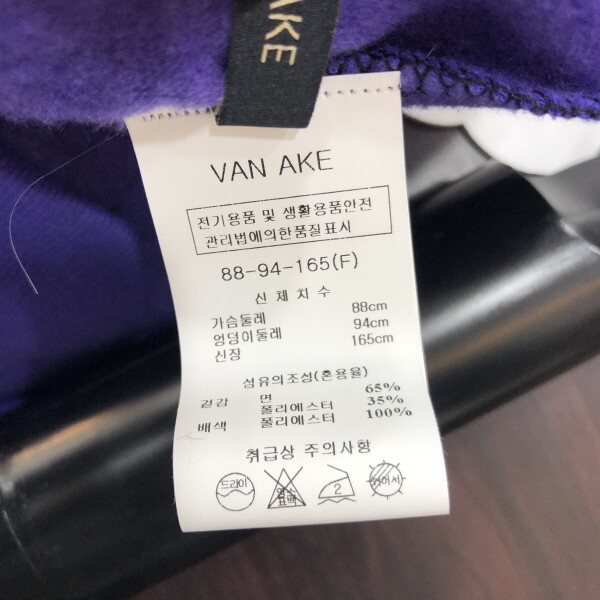 AKE
VAN AKE
전기용품 및 생활용품안전
관리법에의한품질표시
88-94-165(F)
신체치수
가슴둘레 88cm
엉덩이둘레 94cm
신장 165cm
섬유의조성(혼용율)
겉감 면 65%
폴리에스터 35%
배색 폴리에스터 100%
취급상 주의사항
드라이 2 뉘어서